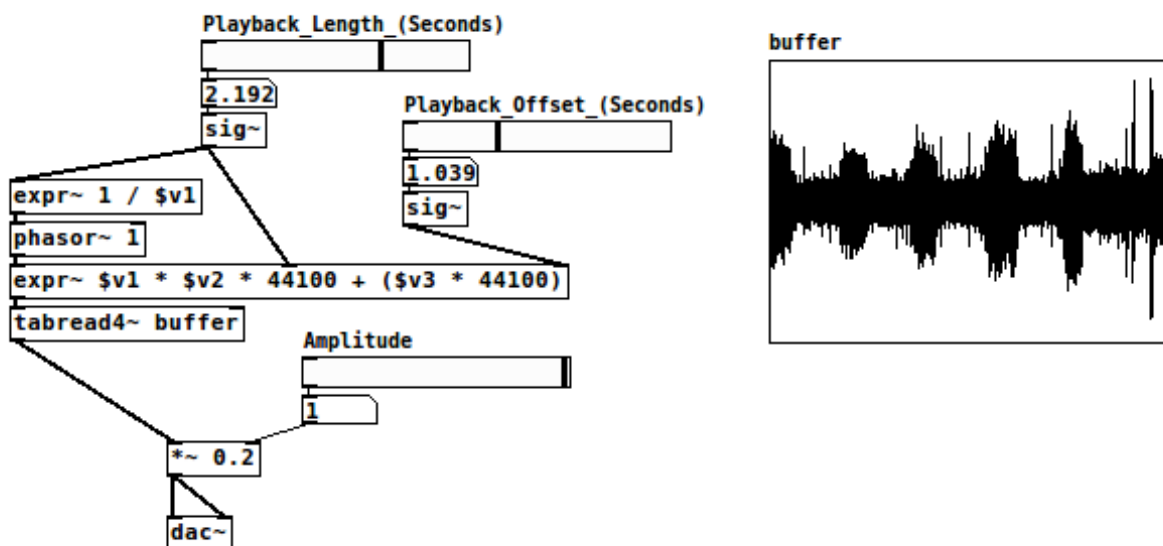 Playback_Length_(Seconds)
2.192
sig~
Playback_Offset_(Seconds)
1.039
sig~
expr~ 1 / $v1
phasor~ 1
expr~ $v1 * $v2 * 44100 + ($v3 * 44100)
tabread4~ buffer
Amplitude
1
*~ 0.2
dac~
buffer